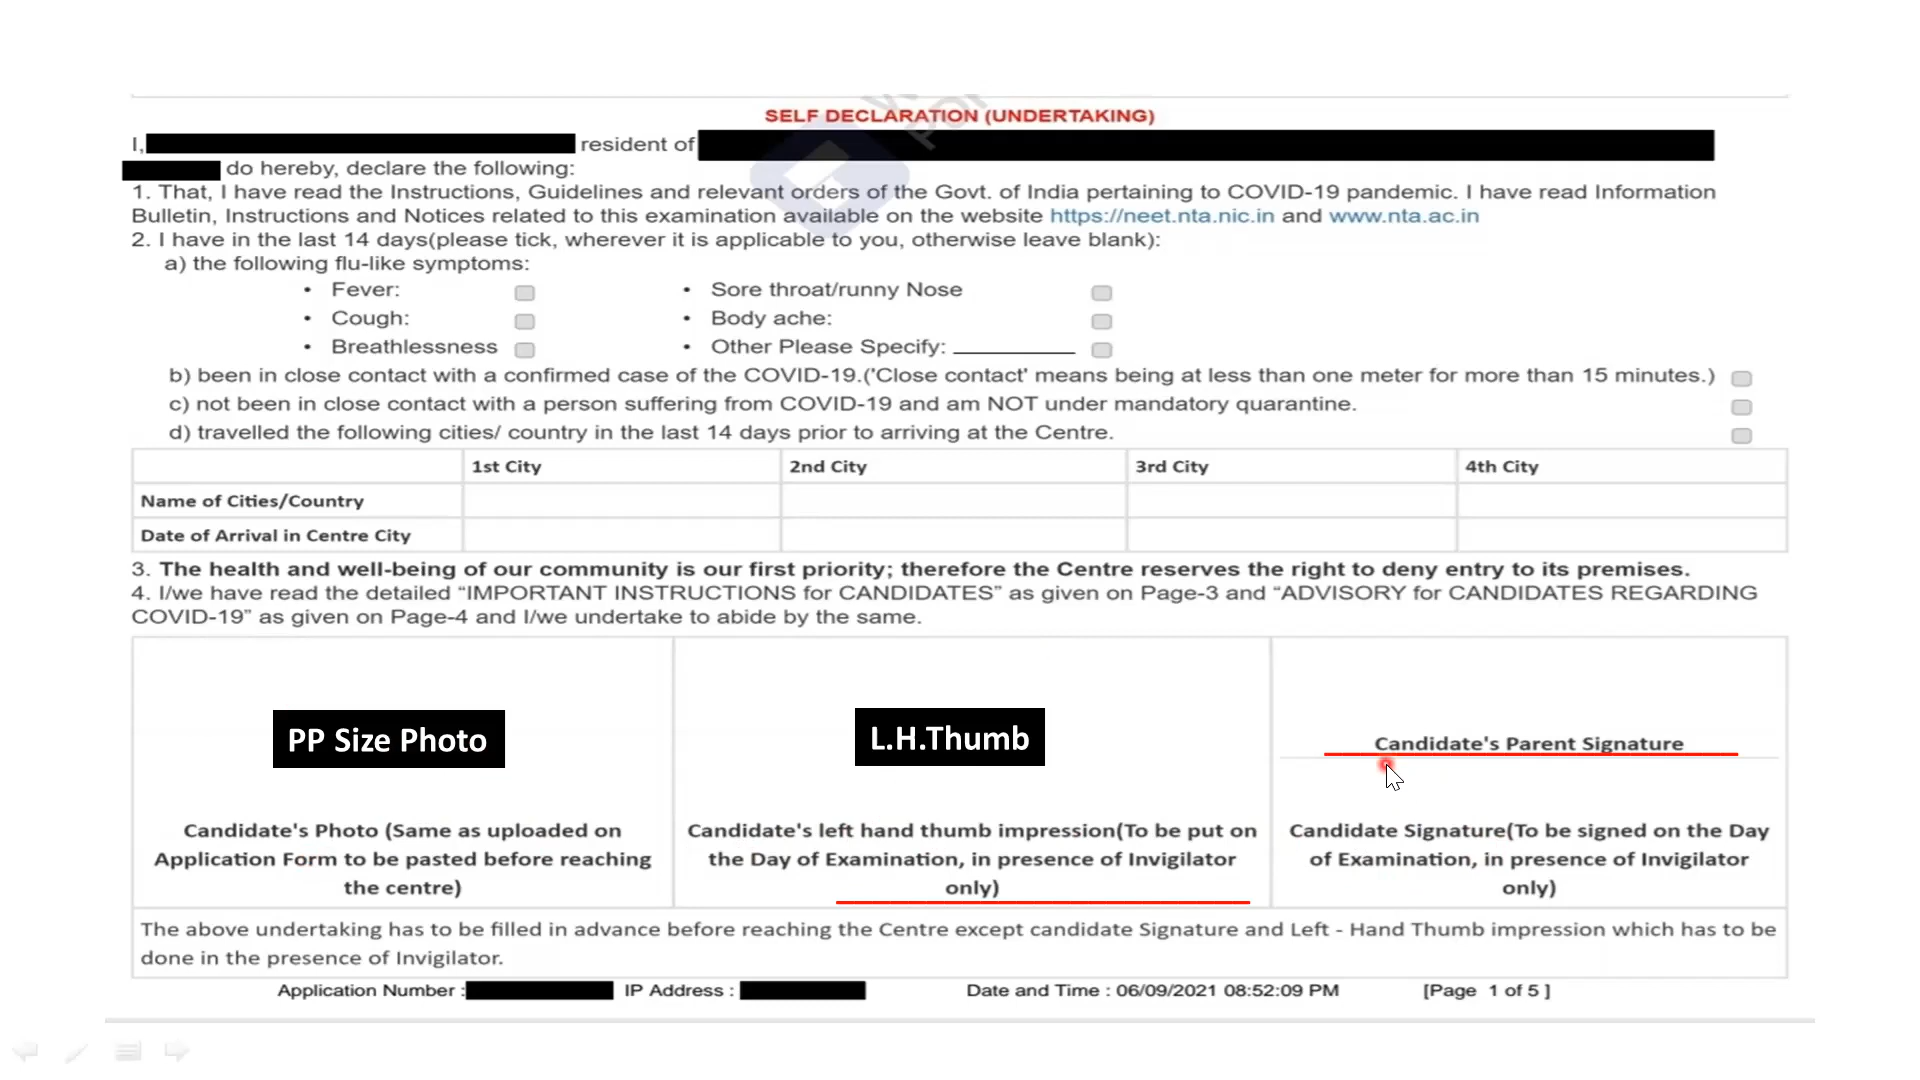 SELF DECLARATION (UNDERTAKING)
I, resident of
do hereby, declare the following:
1. That, I have read the Instructions, Guidelines and relevant orders of the Govt. of India pertaining to COVID-19 pandemic. I have read Information
Bulletin, Instructions and Notices related to this examination available on the website https://neet.nta.nic.in and www.nta.ac.in
2. I have in the last 14 days(please tick, wherever it is applicable to you, otherwise leave blank):
a) the following flu-like symptoms:
• Fever: • Sore throat/runny Nose
• Cough: • Body ache:
• Breathlessness • Other Please Specify: ___________
b) been in close contact with a confirmed case of the COVID-19.('Close contact' means being at less than one meter for more than 15 minutes.)
c) not been in close contact with a person suffering from COVID-19 and am NOT under mandatory quarantine.
d) travelled the following cities/ country in the last 14 days prior to arriving at the Centre.
1st City 2nd City 3rd City 4th City
Name of Cities/Country
Date of Arrival in Centre City
3. The health and well-being of our community is our first priority; therefore the Centre reserves the right to deny entry to its premises.
4. I/we have read the detailed “IMPORTANT INSTRUCTIONS for CANDIDATES” as given on Page-3 and “ADVISORY for CANDIDATES REGARDING
COVID-19” as given on Page-4 and I/we undertake to abide by the same.
PP Size Photo
Candidate's Photo (Same as uploaded on
Application Form to be pasted before reaching
the centre)
L.H.Thumb
Candidate's left hand thumb impression(To be put on
the Day of Examination, in presence of Invigilator
only)
Candidate's Parent Signature
Candidate Signature(To be signed on the Day
of Examination, in presence of Invigilator
only)
The above undertaking has to be filled in advance before reaching the Centre except candidate Signature and Left - Hand Thumb impression which has to be
done in the presence of Invigilator.
Application Number : IP Address : Date and Time : 06/09/2021 08:52:09 PM [Page 1 of 5 ]